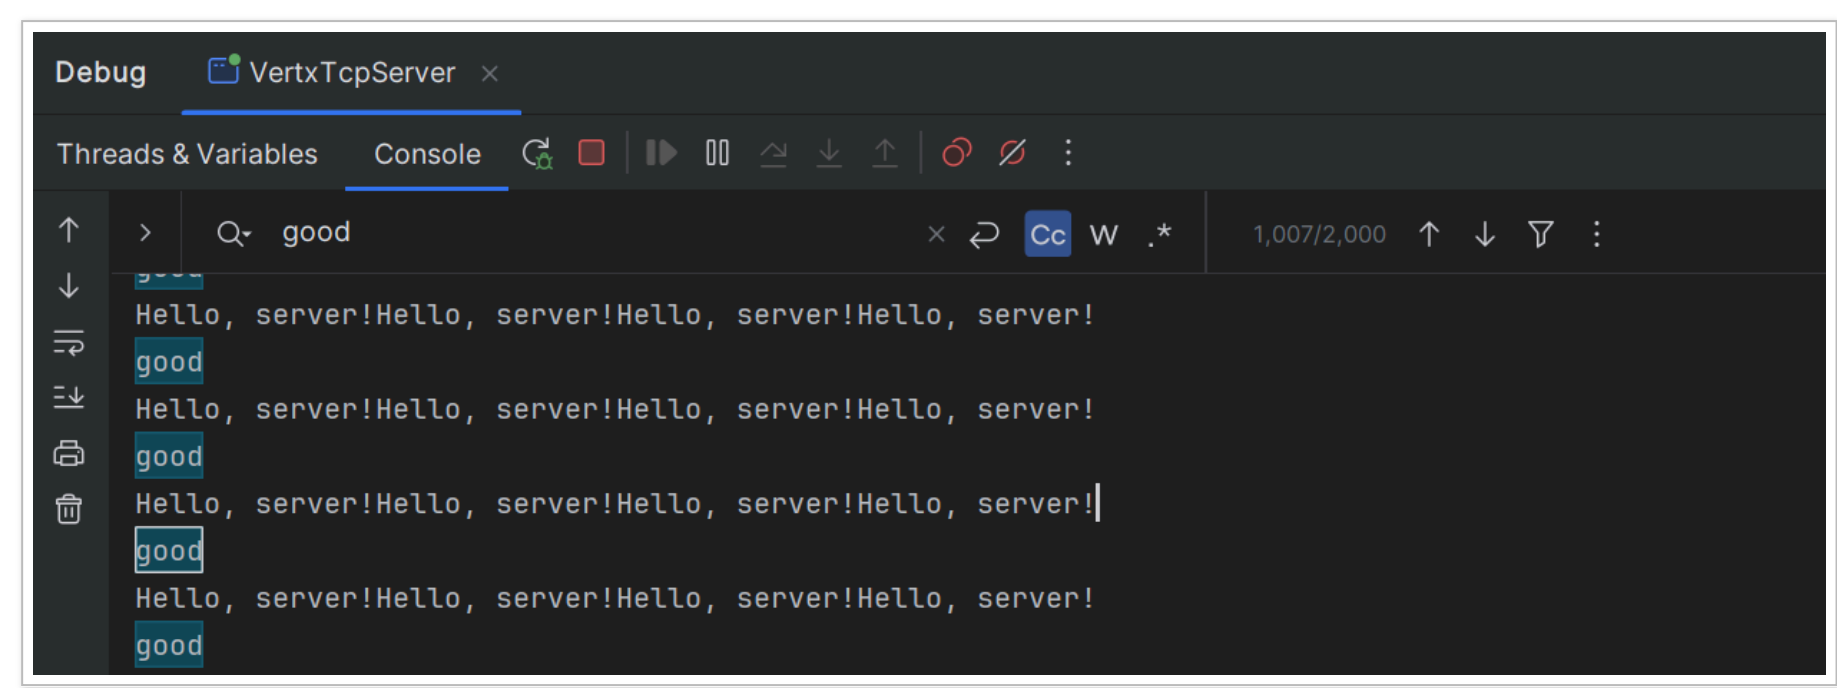 Debug VertxTcpServer
Threads & Variables Console
good Cc W .* 1,007/2,000
good
Hello, server!Hello, server!Hello, server!Hello, server!
good
Hello, server!Hello, server!Hello, server!Hello, server!
good
Hello, server!Hello, server!Hello, server!Hello, server!
good
Hello, server!Hello, server!Hello, server!Hello, server!
good